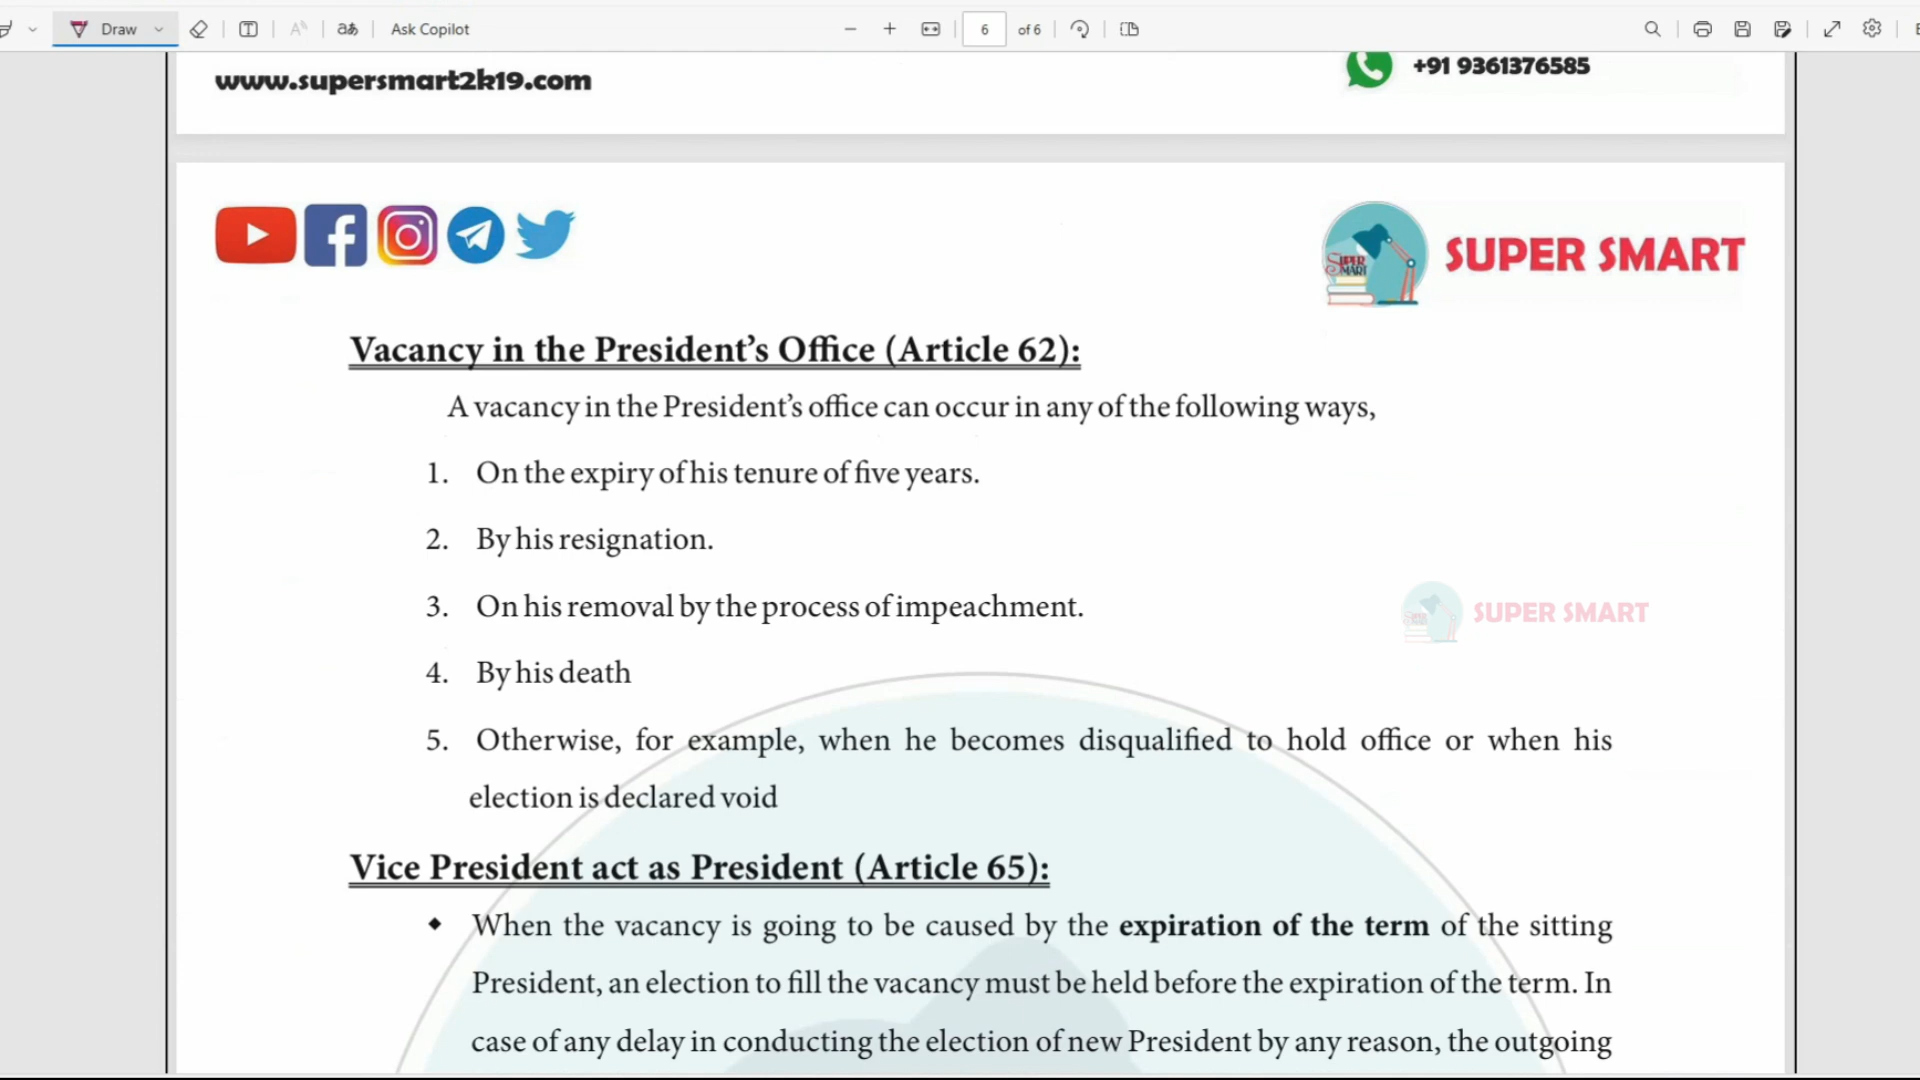 Draw
aあ
Ask Copilot
6
of 6
www.supersmart2k19.com
+91 9361376585
SUPER SMART
SUPER SMART
Vacancy in the President’s Office (Article 62):
A vacancy in the President’s office can occur in any of the following ways,
1. On the expiry of his tenure of five years.
2. By his resignation.
3. On his removal by the process of impeachment.
SUPER SMART
4. By his death
5. Otherwise, for example, when he becomes disqualified to hold office or when his
election is declared void
Vice President act as President (Article 65):
◆ When the vacancy is going to be caused by the expiration of the term of the sitting
President, an election to fill the vacancy must be held before the expiration of the term. In
case of any delay in conducting the election of new President by any reason, the outgoing